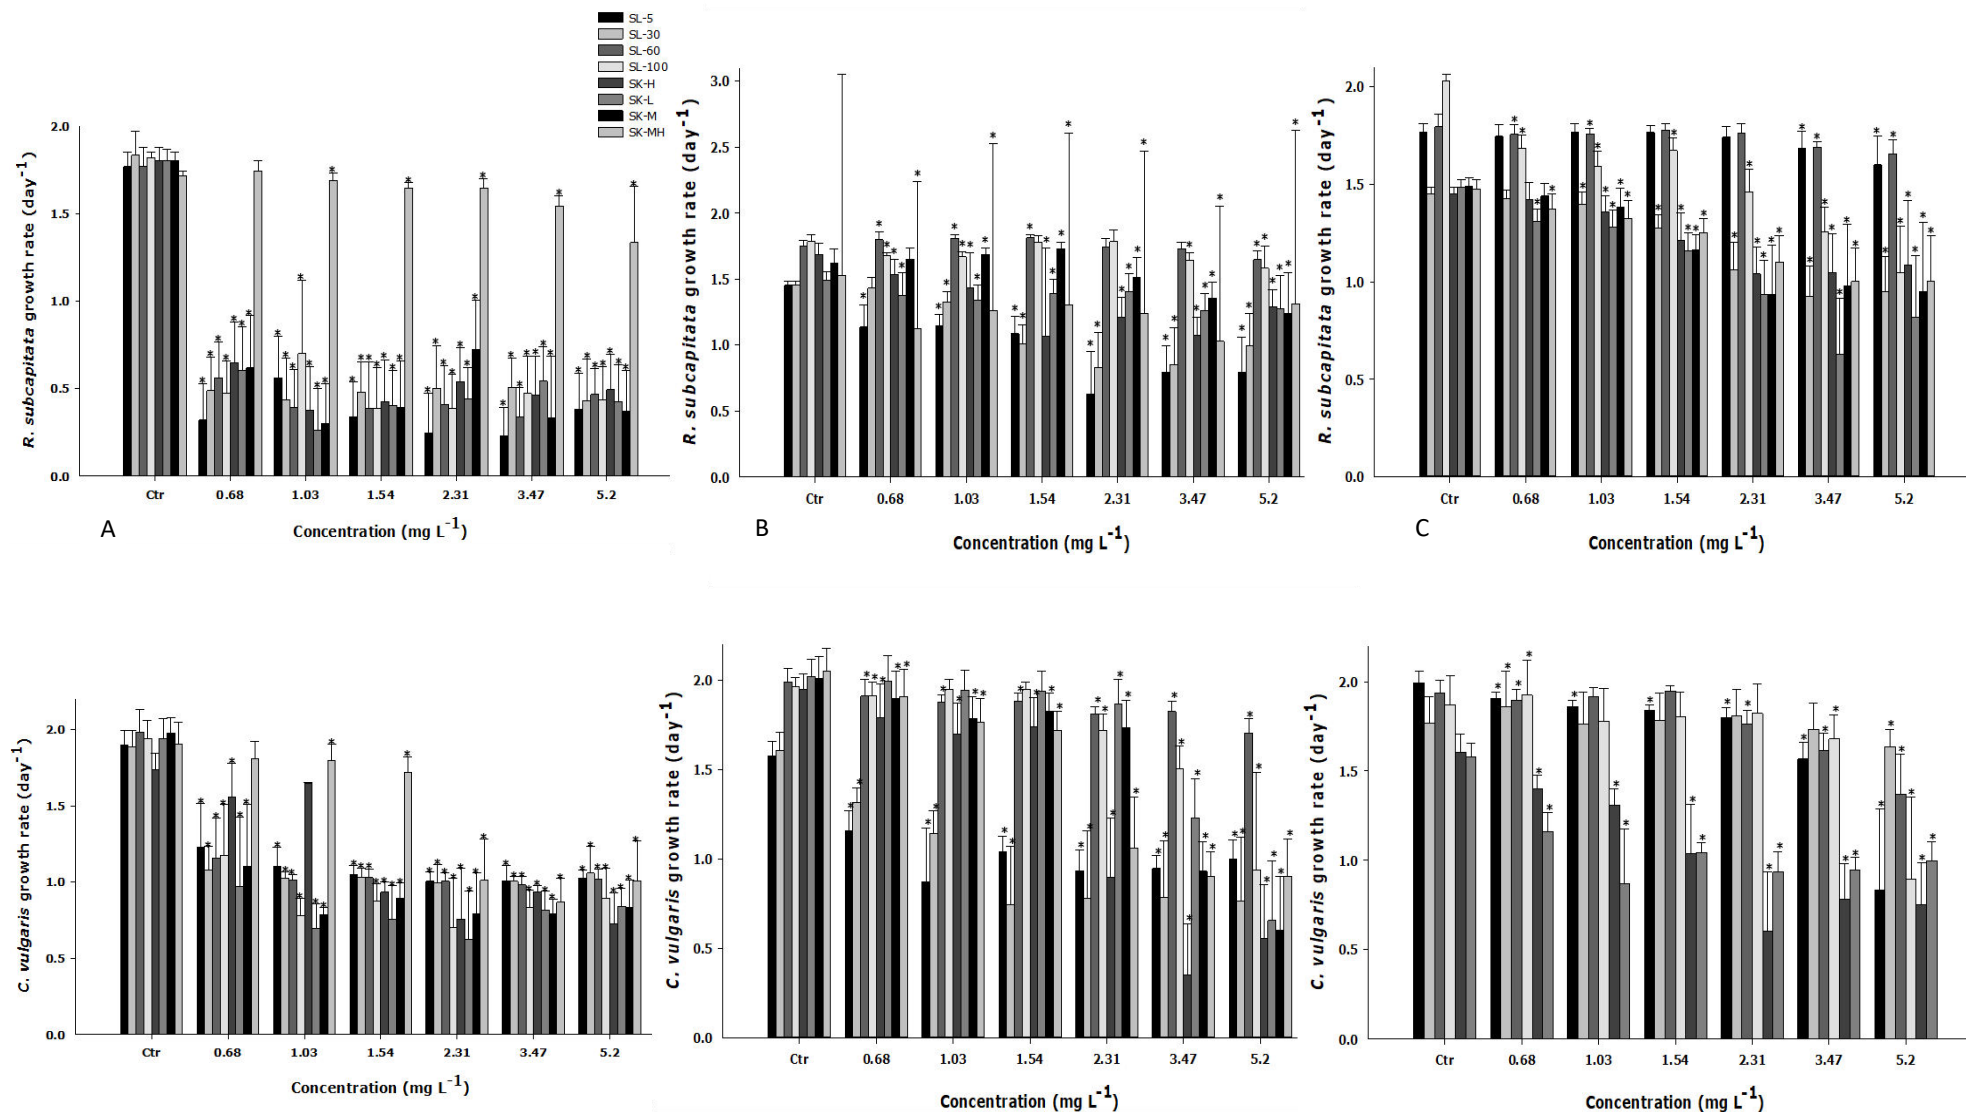 SL-5
SL-30
SL-60
SL-100
SK-H
SK-L
SK-M
SK-MH
R. subcapitata growth rate (day-1)
2.0
1.5
1.0
0.5
0.0
Ctr 0.68 1.03 1.54 2.31 3.47 5.2
A
Concentration (mg L-1)
R. subcapitata growth rate (day-1)
3.0
2.5
2.0
1.5
1.0
0.5
0.0
Ctr 0.68 1.03 1.54 2.31 3.47 5.2
B
Concentration (mg L-1)
R. subcapitata growth rate (day-1)
2.0
1.5
1.0
0.5
0.0
Ctr 0.68 1.03 1.54 2.31 3.47 5.2
C
Concentration (mg L-1)
C. vulgaris growth rate (day-1)
2.0
1.5
1.0
0.5
0.0
Ctr 0.68 1.03 1.54 2.31 3.47 5.2
Concentration (mg L-1)
C. vulgaris growth rate (day-1)
2.0
1.5
1.0
0.5
0.0
Ctr 0.68 1.03 1.54 2.31 3.47 5.2
Concentration (mg L-1)
C. vulgaris growth rate (day-1)
2.0
1.5
1.0
0.5
0.0
Ctr 0.68 1.03 1.54 2.31 3.47 5.2
Concentration (mg L-1)